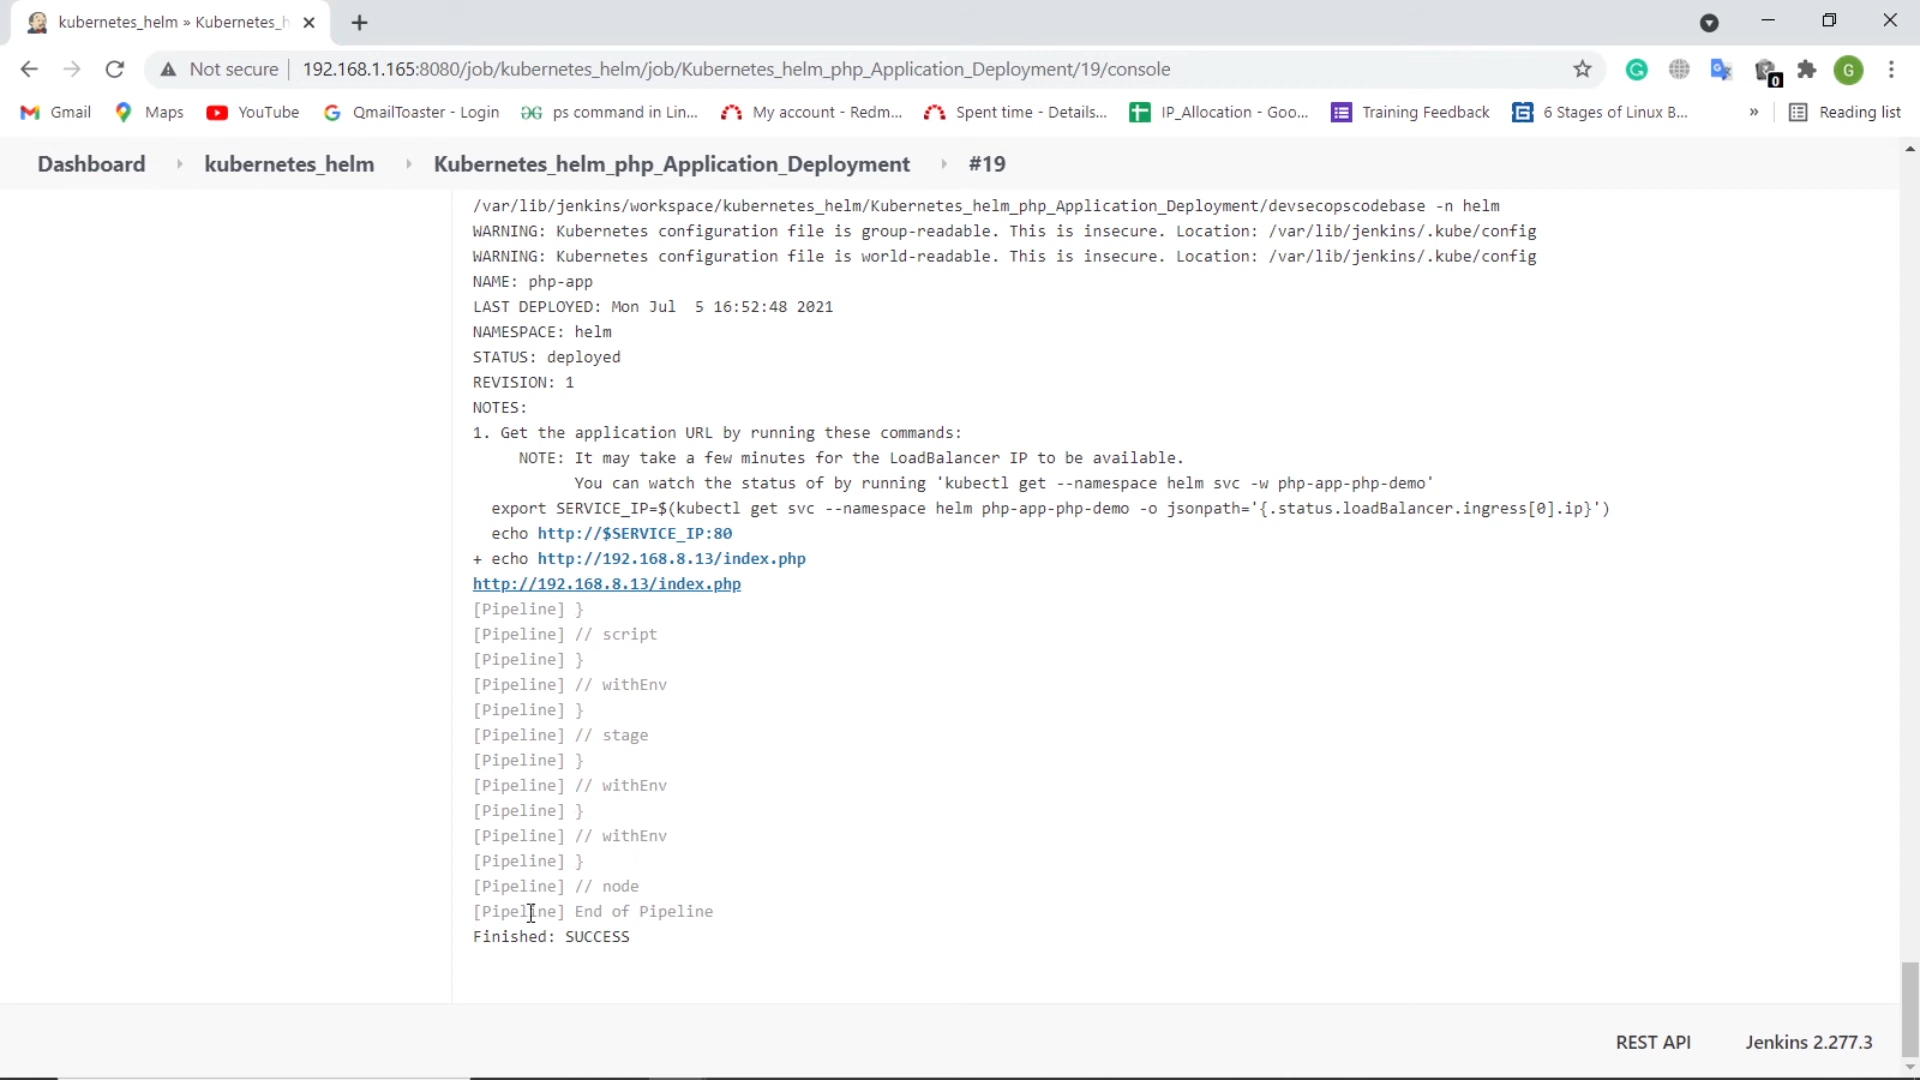 kubernetes_helm » Kubernetes_h
Not secure 192.168.1.165:8080/job/kubernetes_helm/job/Kubernetes_helm_php_Application_Deployment/19/console
G
0
G
Gmail Maps YouTube QmailToaster - Login ps command in Lin... My account - Redm... Spent time - Details... IP_Allocation - Goo... Training Feedback 6 Stages of Linux B... » Reading list
Dashboard kubernetes_helm Kubernetes_helm_php_Application_Deployment #19
/var/lib/jenkins/workspace/kubernetes_helm/Kubernetes_helm_php_Application_Deployment/devsecopscodebase -n helm
WARNING: Kubernetes configuration file is group-readable. This is insecure. Location: /var/lib/jenkins/.kube/config
WARNING: Kubernetes configuration file is world-readable. This is insecure. Location: /var/lib/jenkins/.kube/config
NAME: php-app
LAST DEPLOYED: Mon Jul  5 16:52:48 2021
NAMESPACE: helm
STATUS: deployed
REVISION: 1
NOTES:
1. Get the application URL by running these commands:
NOTE: It may take a few minutes for the LoadBalancer IP to be available.
You can watch the status of by running 'kubectl get --namespace helm svc -w php-app-php-demo'
export SERVICE_IP=$(kubectl get svc --namespace helm php-app-php-demo -o jsonpath='{.status.loadBalancer.ingress[0].ip}')
echo http://$SERVICE_IP:80
+ echo http://192.168.8.13/index.php
http://192.168.8.13/index.php
[Pipeline] }
[Pipeline] // script
[Pipeline] }
[Pipeline] // withEnv
[Pipeline] }
[Pipeline] // stage
[Pipeline] }
[Pipeline] // withEnv
[Pipeline] }
[Pipeline] // withEnv
[Pipeline] }
[Pipeline] // node
[Pipeline] End of Pipeline
Finished: SUCCESS
REST API Jenkins 2.277.3